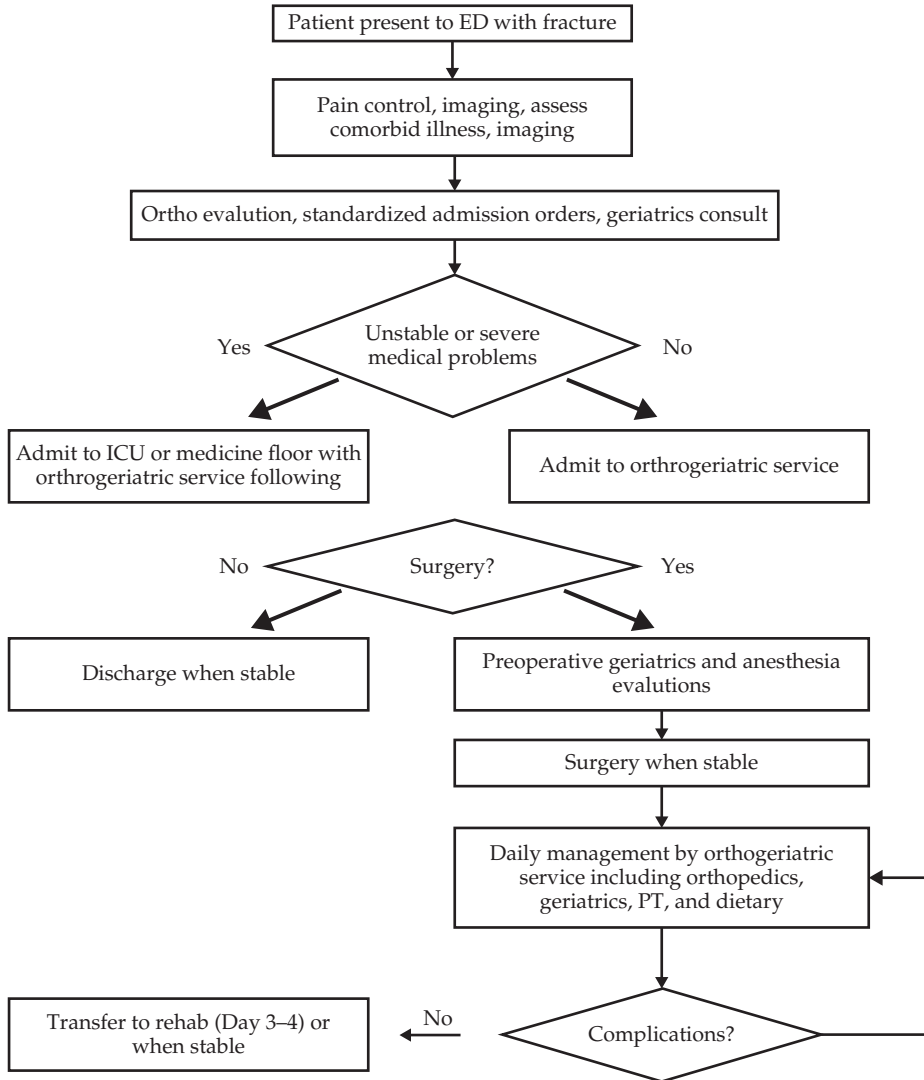 Patient present to ED with fracture
Pain control, imaging, assess
comorbid illness, imaging
Ortho evalution, standardized admission orders, geriatrics consult
Unstable or severe
medical problems
Yes
No
Admit to ICU or medicine floor with
orthrogeriatric service following
Admit to orthrogeriatric service
Surgery?
No
Yes
Discharge when stable
Preoperative geriatrics and anesthesia
evalutions
Surgery when stable
Daily management by orthogeriatric
service including orthopedics,
geriatrics, PT, and dietary
Complications?
No
Transfer to rehab (Day 3–4) or
when stable